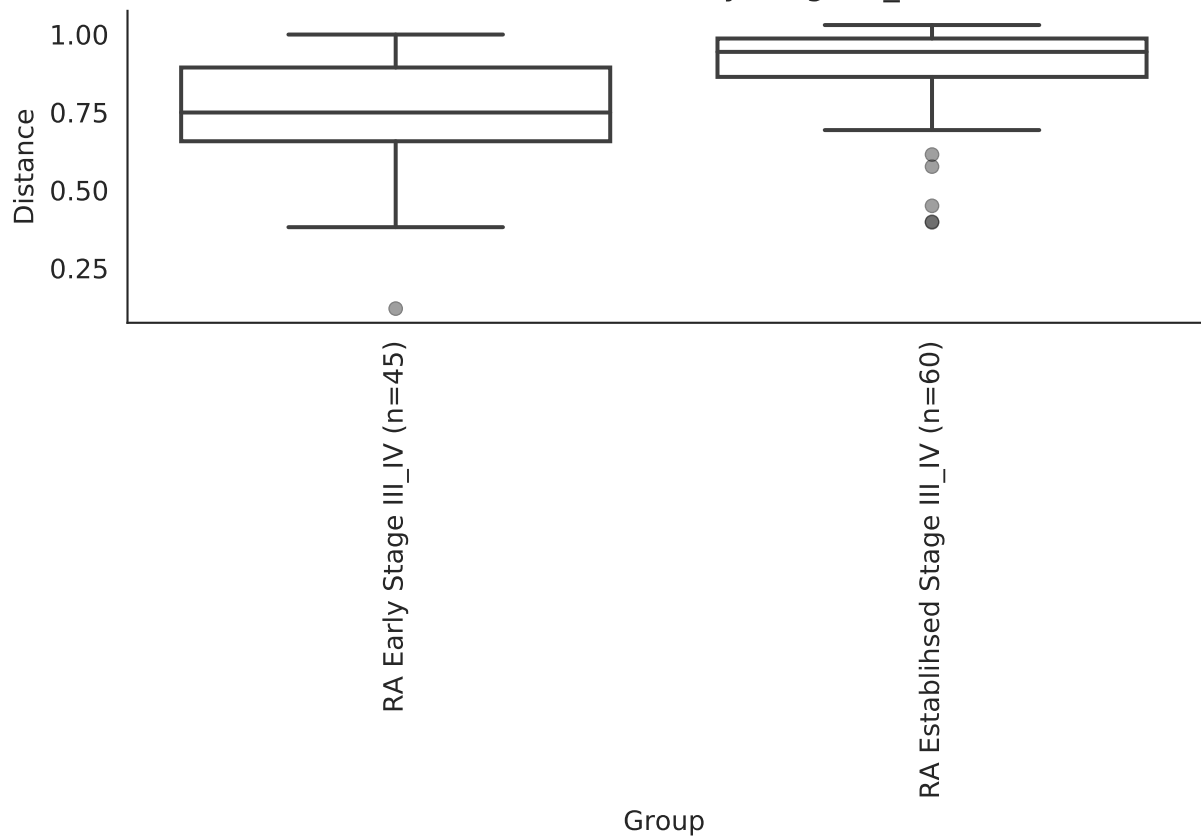 1.00
0.75
0.50
0.25
Distance
RA Early Stage III_IV (n=45)
RA Establihsed Stage III_IV (n=60)
Group